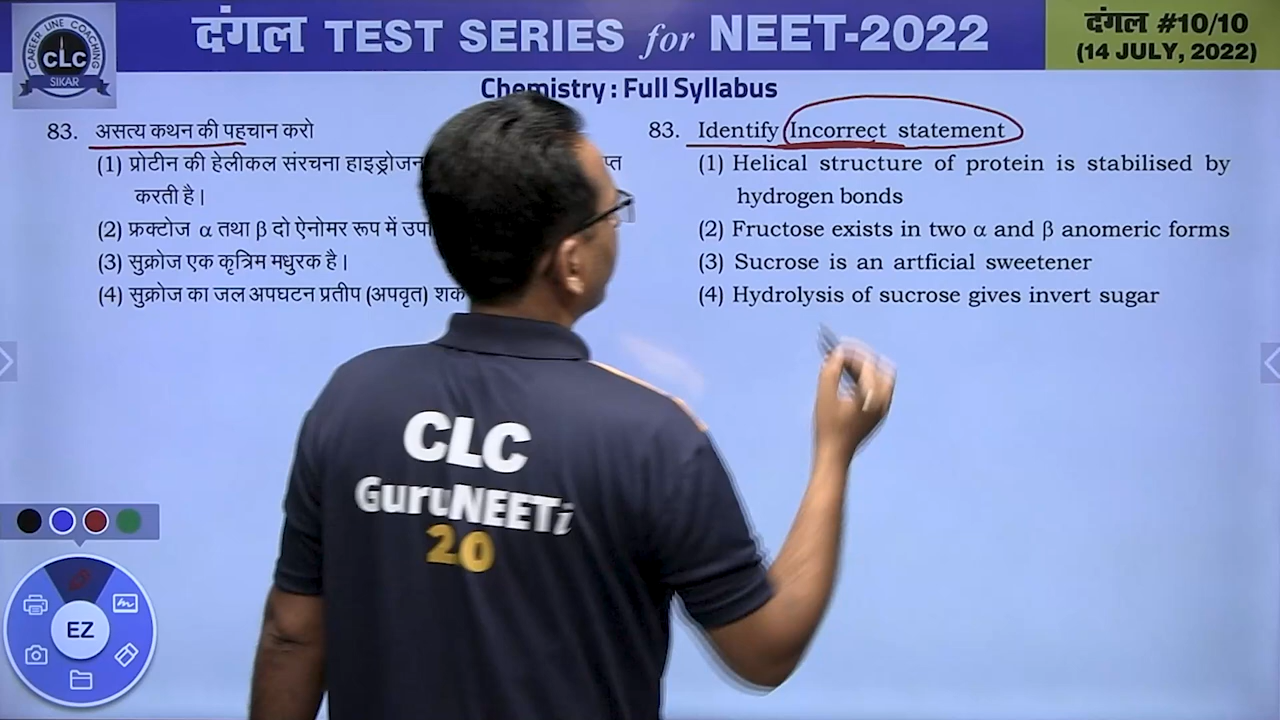 CAREER LINE COACHING
CLC
SIKAR
दंगल TEST SERIES for NEET-2022
दंगल #10/10
(14 JULY, 2022)
Chemistry : Full Syllabus
83. असत्य कथन की पहचान करो
(1) प्रोटीन की हेलीकल संरचना हाइड्रोजन
करती है।
(2) फ्रक्टोज α तथा β दो ऐनोमर रूप में
(3) सुक्रोज एक कृत्रिम मधुरक है।
(4) सुक्रोज का जल अपघटन प्रतीप (अपवृत)
83. Identify Incorrect statement
(1) Helical structure of protein is stabilised by
hydrogen bonds
(2) Fructose exists in two α and β anomeric forms
(3) Sucrose is an artficial sweetener
(4) Hydrolysis of sucrose gives invert sugar
CLC
GuruNEETi
2.0
EZ